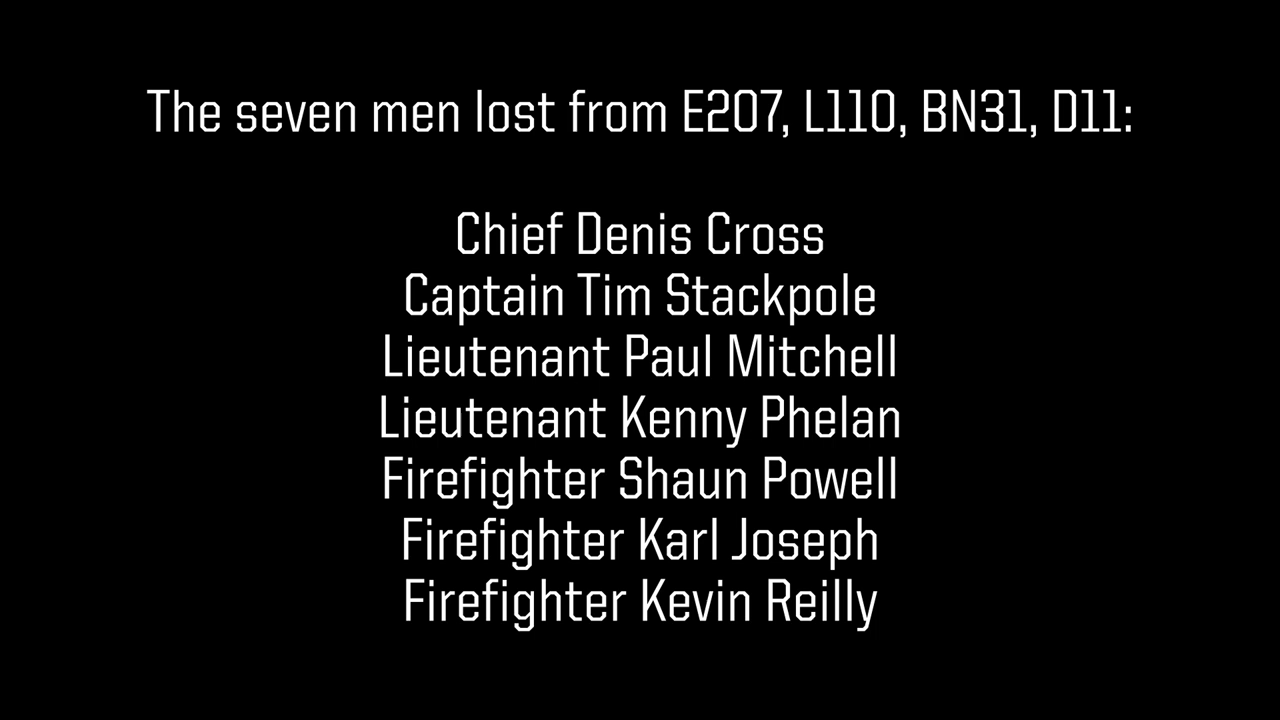 The seven men lost from E207, L110, BN31, D11:
Chief Denis Cross
Captain Tim Stackpole
Lieutenant Paul Mitchell
Lieutenant Kenny Phelan
Firefighter Shaun Powell
Firefighter Karl Joseph
Firefighter Kevin Reilly